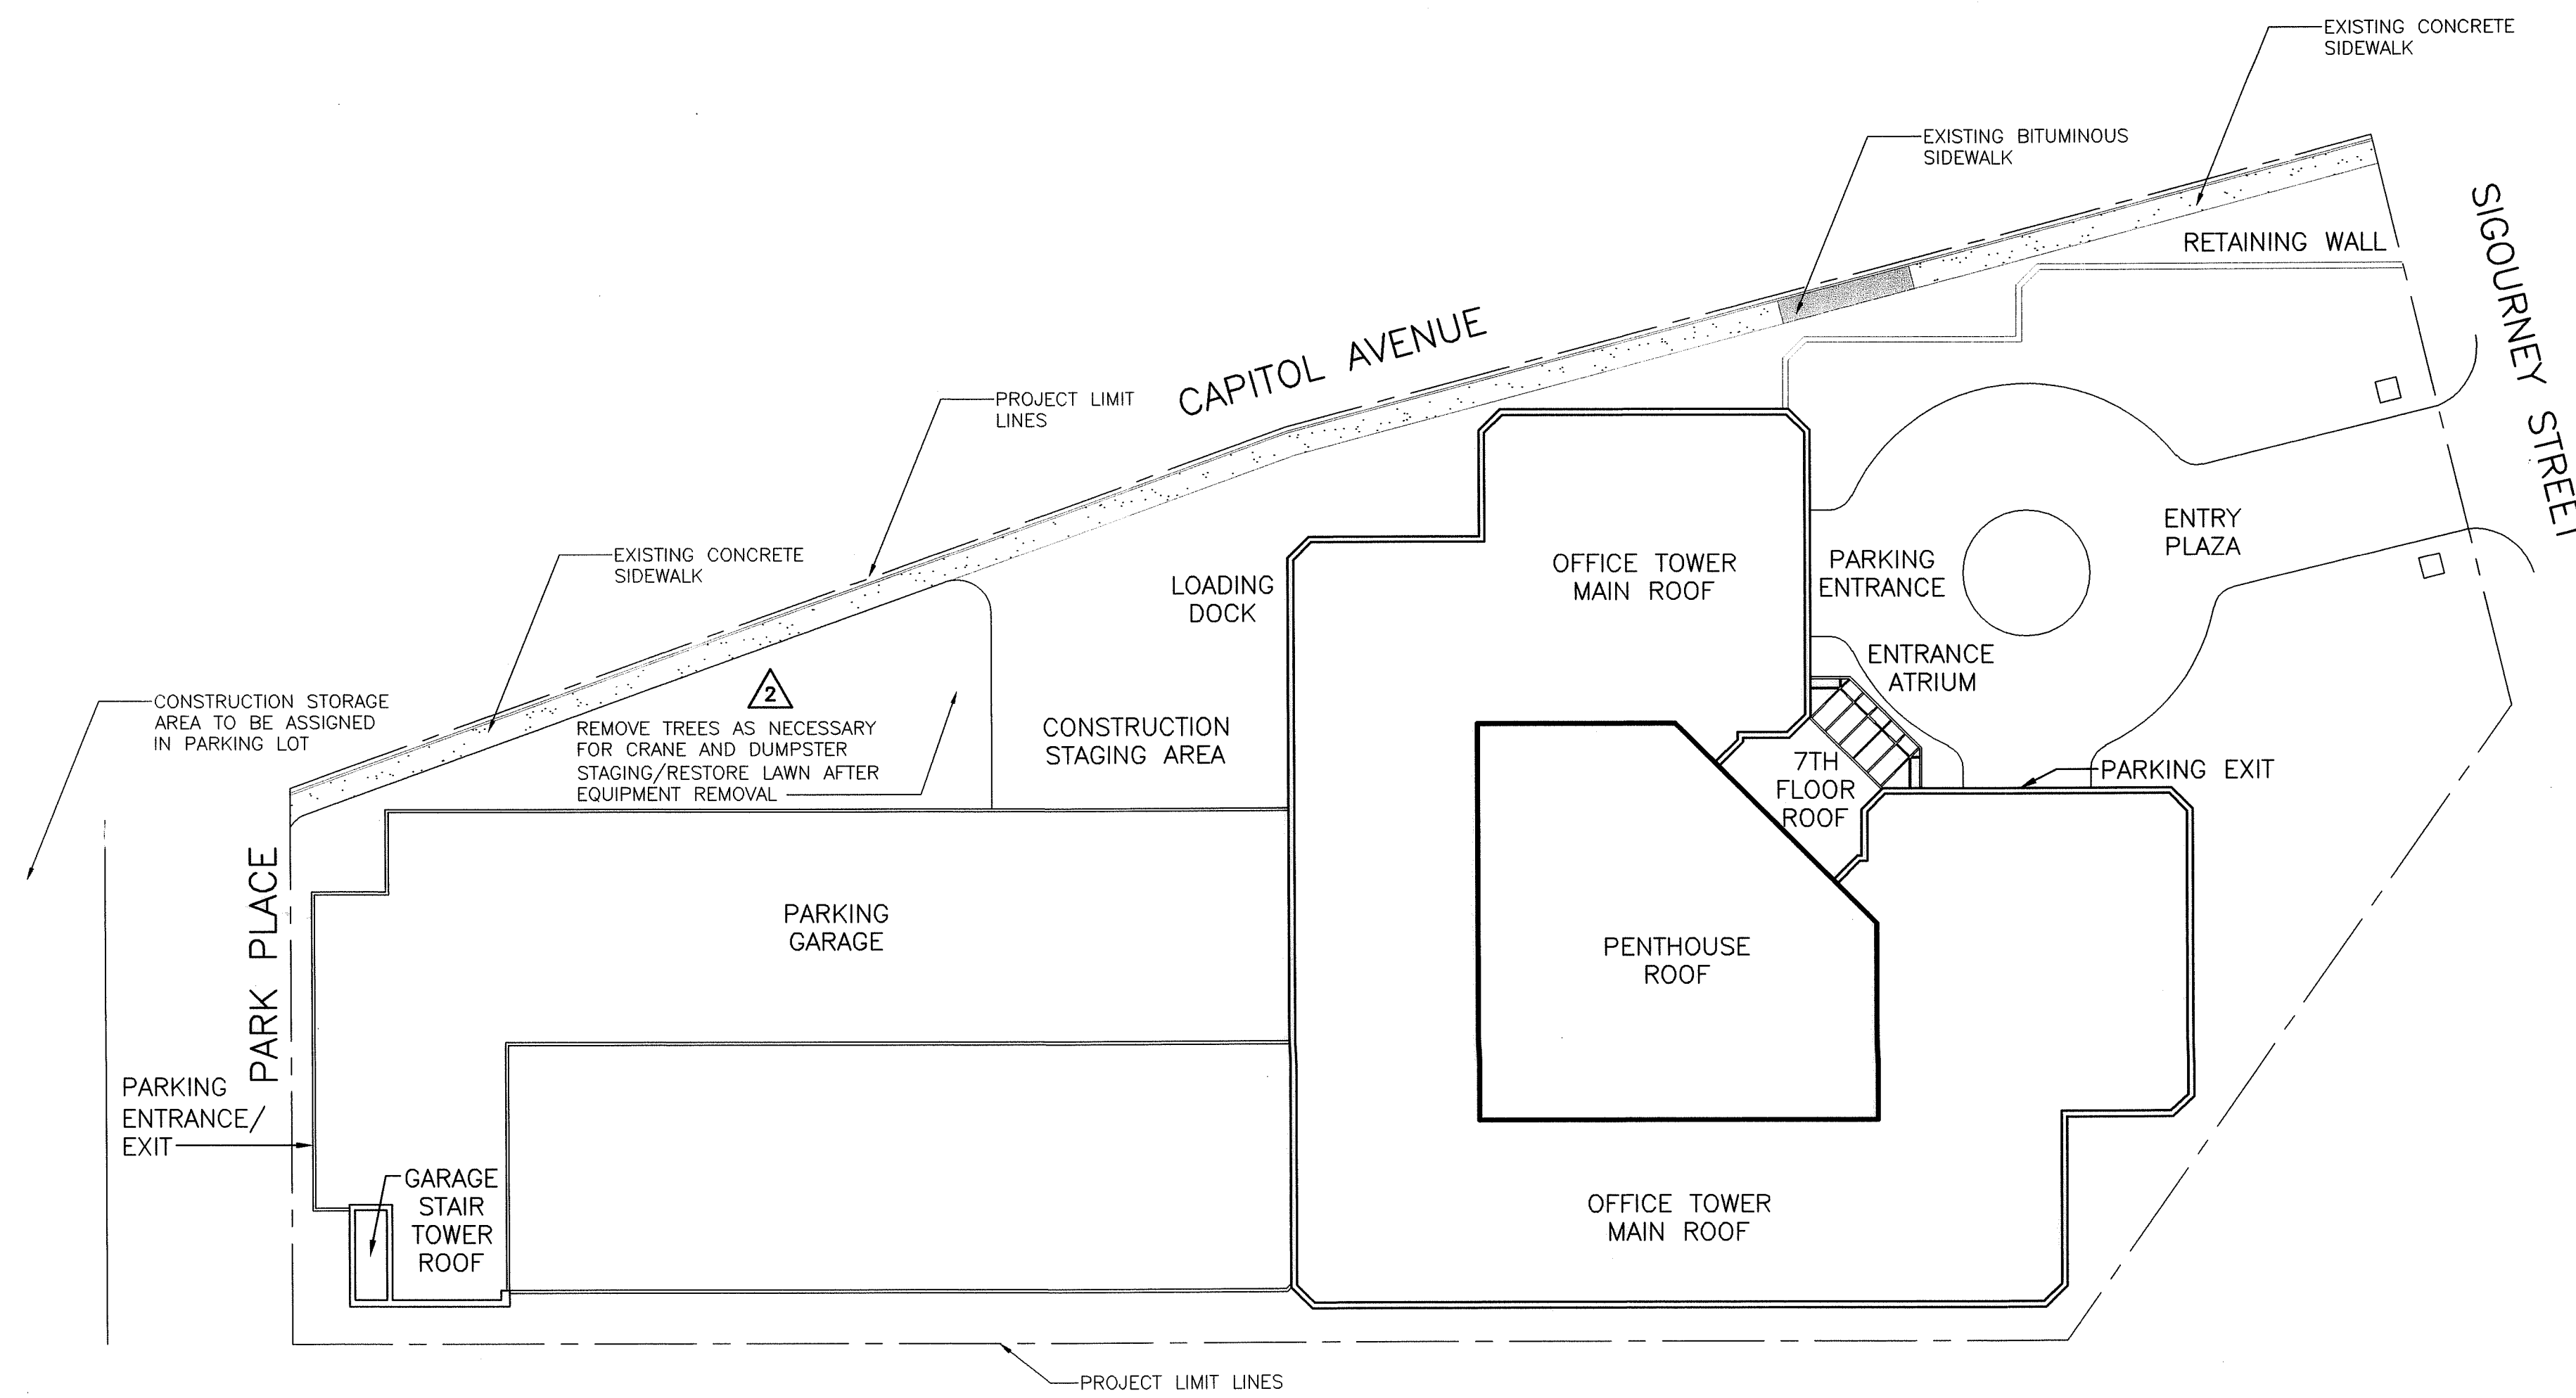 EXISTING CONCRETE
SIDEWALK
EXISTING BITUMINOUS
SIDEWALK
SIGOURNEY STREET
RETAINING WALL
CAPITOL AVENUE
PROJECT LIMIT
LINES
ENTRY
PLAZA
EXISTING CONCRETE
SIDEWALK
LOADING
DOCK
OFFICE TOWER
MAIN ROOF
PARKING
ENTRANCE
ENTRANCE
ATRIUM
CONSTRUCTION STORAGE
AREA TO BE ASSIGNED
IN PARKING LOT
2
REMOVE TREES AS NECESSARY
FOR CRANE AND DUMPSTER
STAGING/RESTORE LAWN AFTER
EQUIPMENT REMOVAL
CONSTRUCTION
STAGING AREA
7TH
FLOOR
ROOF
PARKING EXIT
PARK PLACE
PARKING
GARAGE
PENTHOUSE
ROOF
PARKING
ENTRANCE/
EXIT
GARAGE
STAIR
TOWER
ROOF
OFFICE TOWER
MAIN ROOF
PROJECT LIMIT LINES